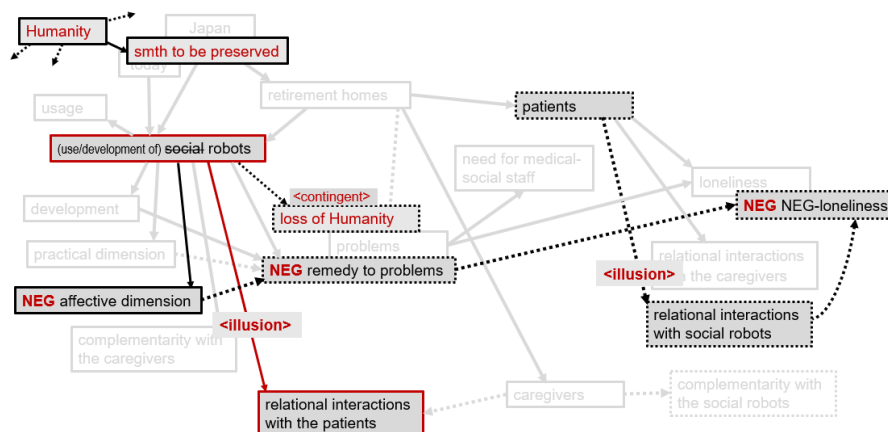 Humanity
Japan
smth to be preserved
today
usage
retirement homes
patients
(use/development of) social robots
need for medical-
social staff
<contingent>
loneliness
development
loss of Humanity
NEG NEG-loneliness
practical dimension
problems
relational interactions
NEG remedy to problems
<illusion>
the caregivers
NEG affective dimension
<illusion>
relational interactions
with social robots
complementarity with
the caregivers
relational interactions
with the patients
caregivers
complementarity with
the social robots